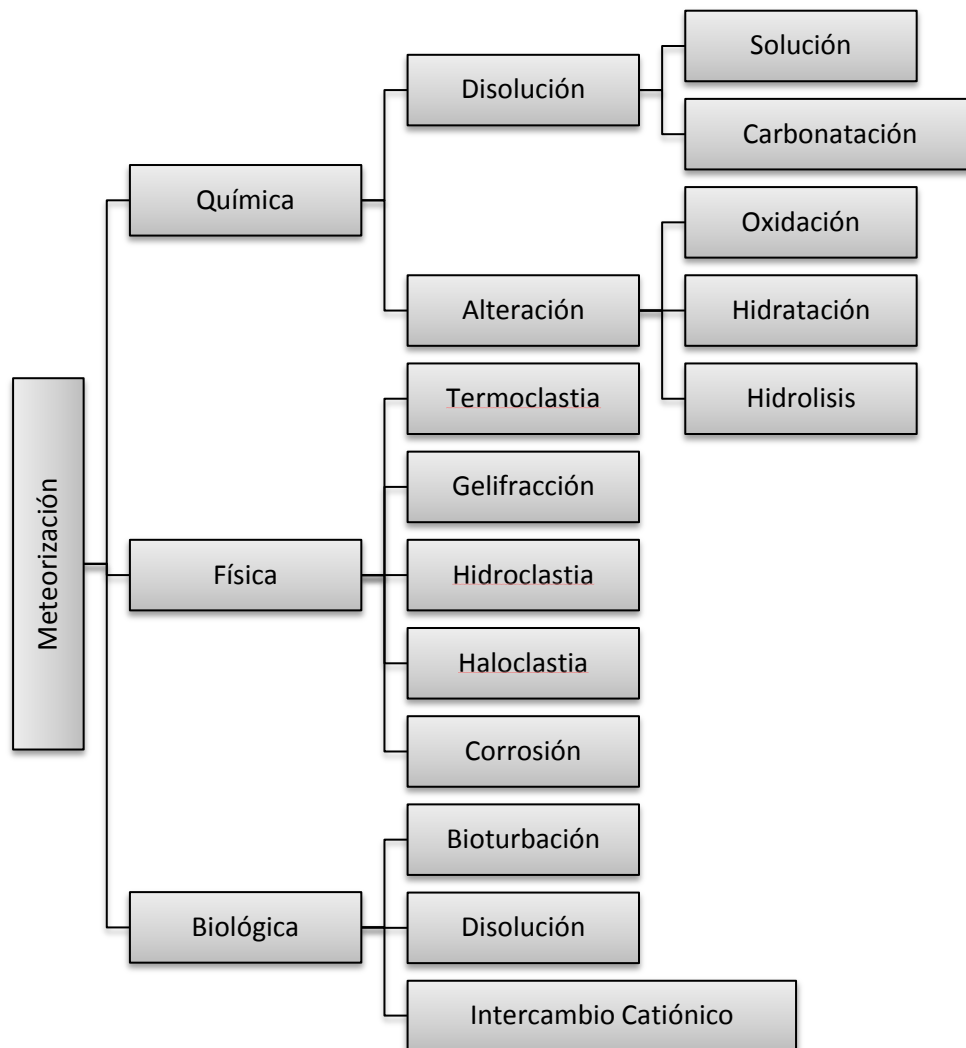 Meteorización
Química
Disolución
Solución
Carbonatación
Alteración
Oxidación
Hidratación
Hidrolisis
Física
Termoclastia
Gelifracción
Hidroclastia
Haloclastia
Corrosión
Biológica
Bioturbación
Disolución
Intercambio Catiónico